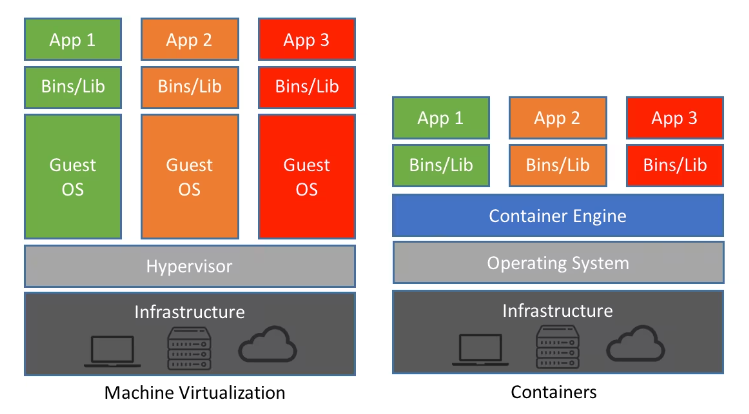 App 1
App 2
App 3
Bins/Lib
Bins/Lib
Bins/Lib
Guest
OS
Guest
OS
Guest
OS
Hypervisor
Infrastructure
Machine Virtualization
App 1
App 2
App 3
Bins/Lib
Bins/Lib
Bins/Lib
Container Engine
Operating System
Infrastructure
Containers